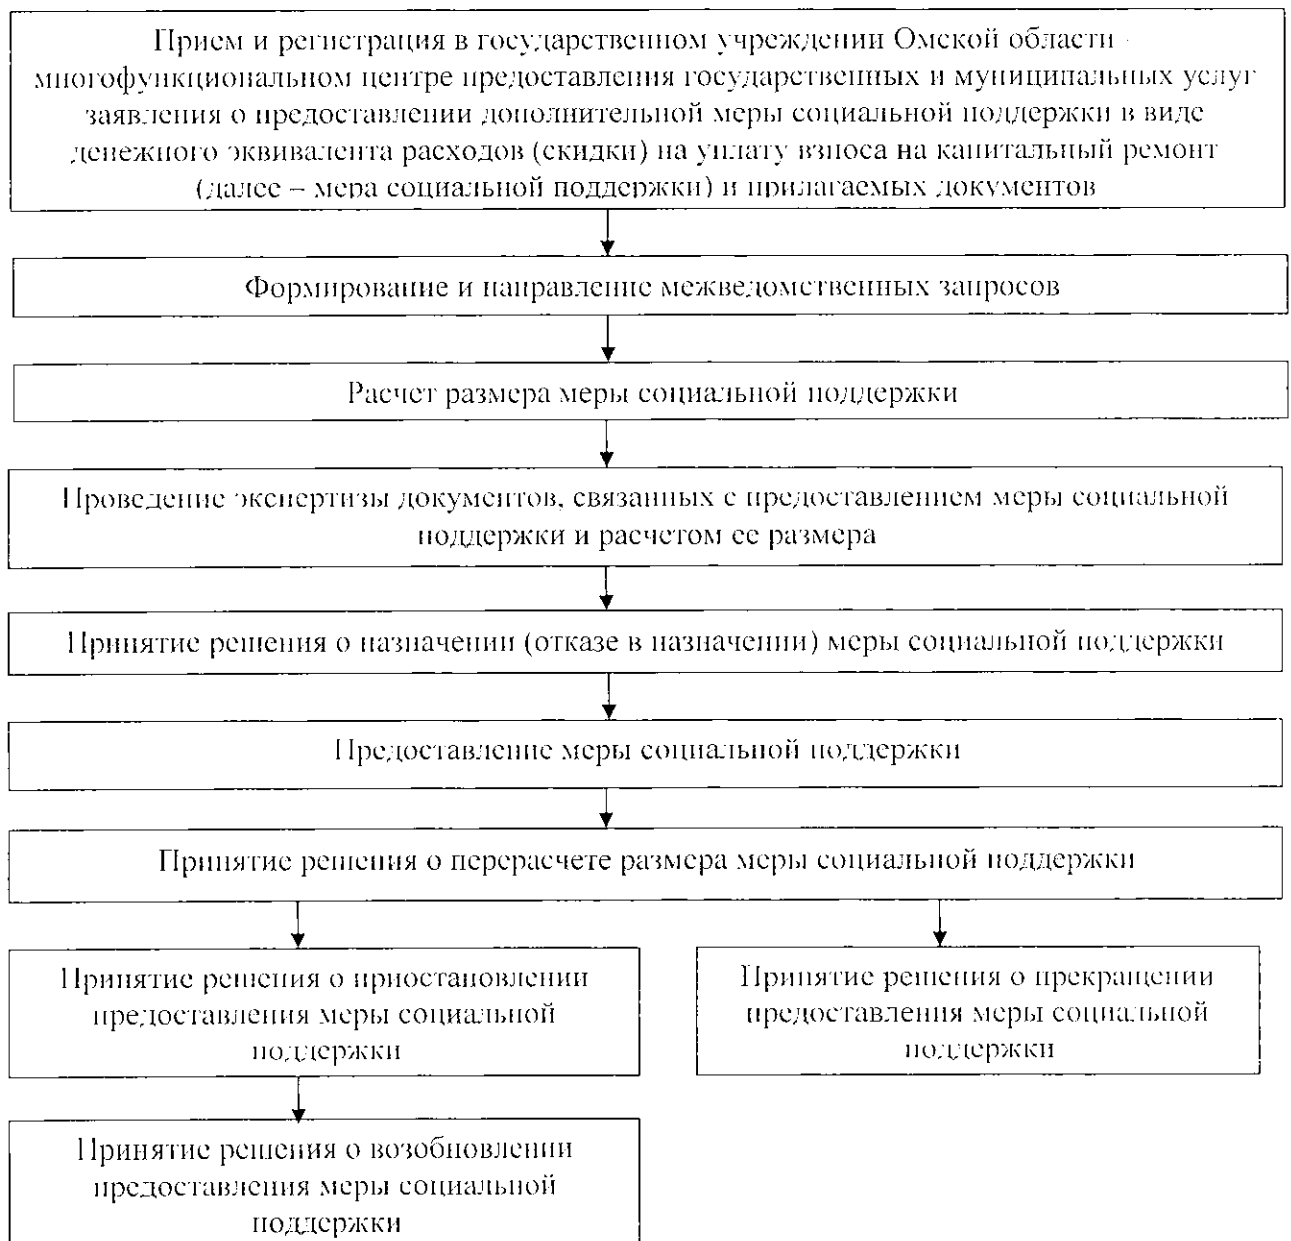 Прием и регистрация в государственном учреждении Омской области -
многофункциональном центре предоставления государственных и муниципальных услуг
заявления о предоставлении дополнительной меры социальной поддержки в виде
денежного эквивалента расходов (скидки) на уплату взноса на капитальный ремонт
(далее – мера социальной поддержки) и прилагаемых документов
Формирование и направление межведомственных запросов
Расчет размера меры социальной поддержки
Проведение экспертизы документов, связанных с предоставлением меры социальной
поддержки и расчетом ее размера
Принятие решения о назначении (отказе в назначении) меры социальной поддержки
Предоставление меры социальной поддержки
Принятие решения о перерасчете размера меры социальной поддержки
Принятие решения о приостановлении
предоставления меры социальной
поддержки
Принятие решения о прекращении
предоставления меры социальной
поддержки
Принятие решения о возобновлении
предоставления меры социальной
поддержки